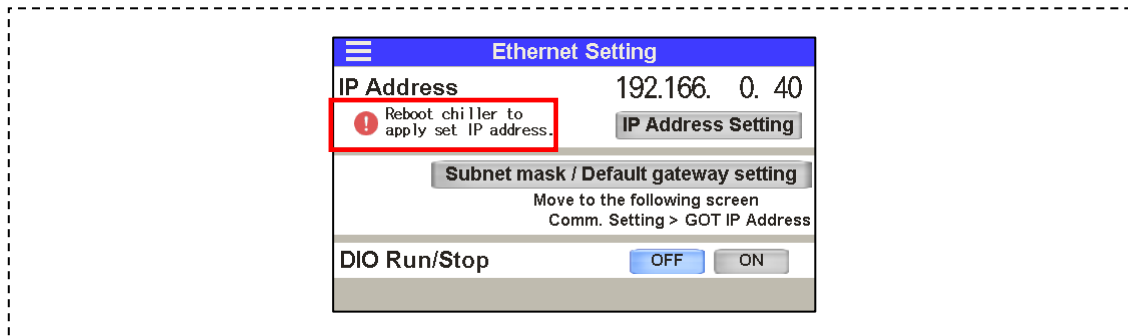 Ethernet Setting
IP Address 192.166. 0. 40
Reboot chiller to
apply set IP address.
IP Address Setting
Subnet mask / Default gateway setting
Move to the following screen
Comm. Setting > GOT IP Address
DIO Run/Stop OFF ON